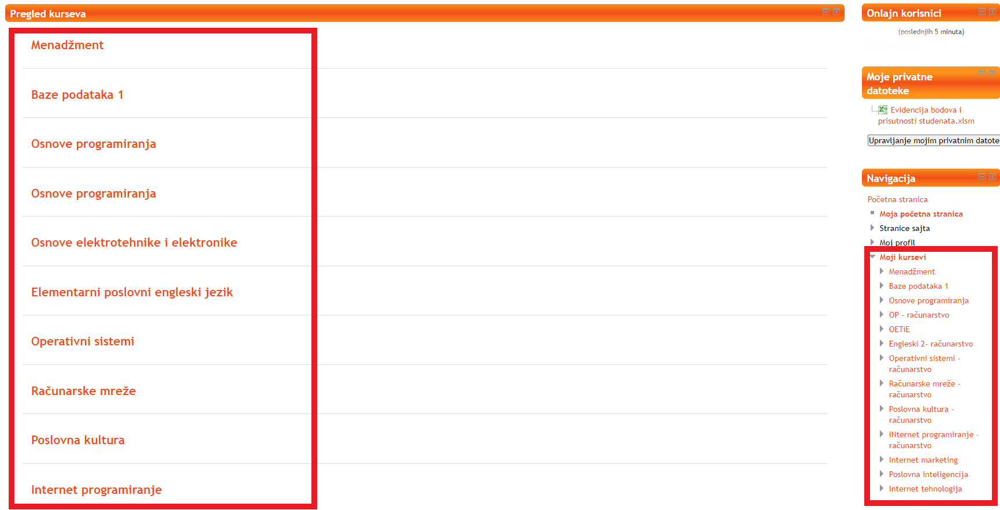 Pregled kurseva
Menadžment
Baze podataka 1
Osnove programiranja
Osnove programiranja
Osnove elektrotehnike i elektronike
Elementarni poslovni engleski jezik
Operativni sistemi
Računarske mreže
Poslovna kultura
Internet programiranje
Onlajn korisnici
(poslednjih 5 minuta)
Moje privatne
datoteke
Evidencija bodova i
prisutnosti studenata.xlsm
Upravljanje mojim privatnim datote
Navigacija
Početna stranica
Moja početna stranica
Stranice sajta
Moj profil
Moji kursevi
Menadžment
Baze podataka 1
Osnove programiranja
OP - računarstvo
OETiE
Engleski 2- računarstvo
Operativni sistemi -
računarstvo
Računarske mreže -
računarstvo
Poslovna kultura -
računarstvo
INternet programiranje -
računarstvo
Internet marketing
Poslovna inteligencija
Internet tehnologija